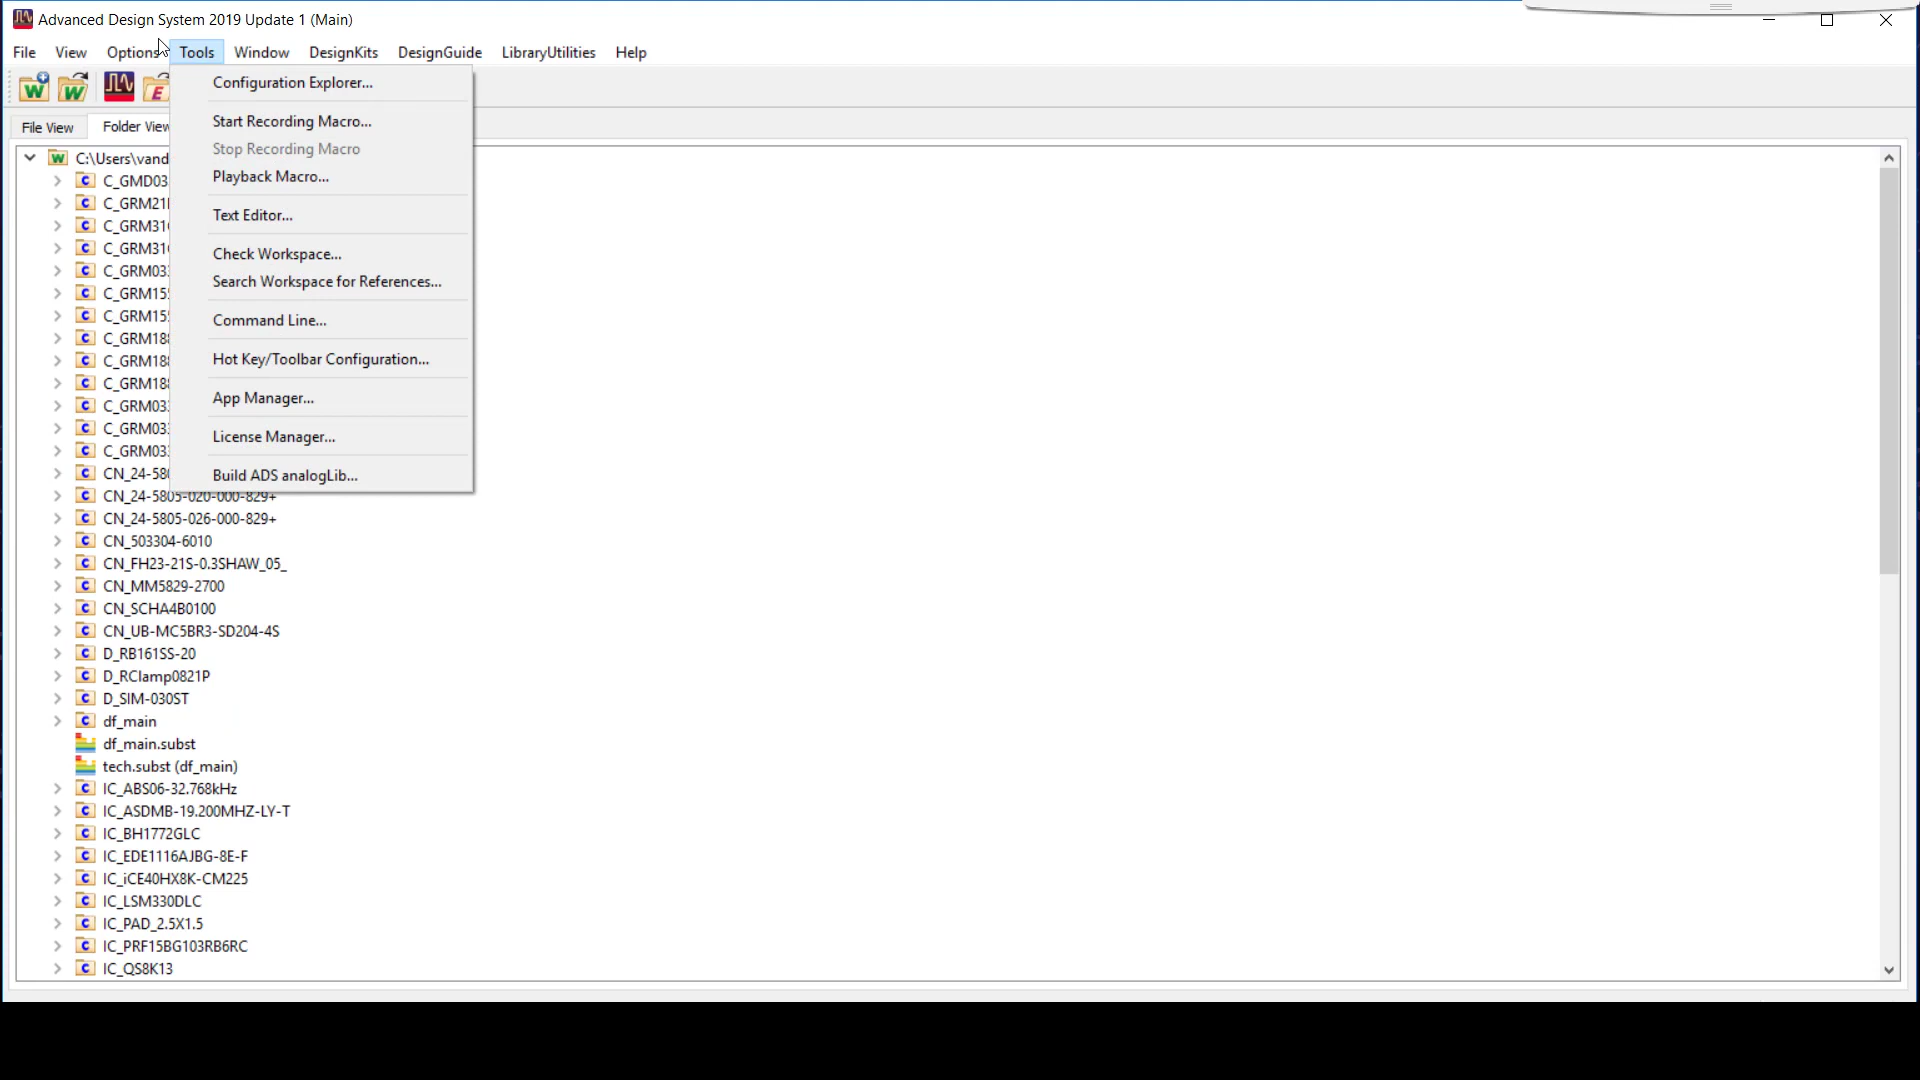 Advanced Design System 2019 Update 1 (Main)
File View Options Tools Window DesignKits DesignGuide LibraryUtilities Help
File View Folder View
Configuration Explorer...
Start Recording Macro...
Stop Recording Macro
Playback Macro...
Text Editor...
Check Workspace...
Search Workspace for References...
Command Line...
Hot Key/Toolbar Configuration...
App Manager...
License Manager...
Build ADS analogLib...
C:\Users\vand
C_GMD03
C_GRM21
C_GRM31
C_GRM31
C_GRM03
C_GRM15
C_GRM15
C_GRM18
C_GRM18
C_GRM18
C_GRM03
C_GRM03
C_GRM03
CN_24-580
CN_24-5805-020-000-829+
CN_24-5805-026-000-829+
CN_503304-6010
CN_FH23-21S-0.3SHAW_05_
CN_MM5829-2700
CN_SCHA4B0100
CN_UB-MC5BR3-SD204-4S
D_RB161SS-20
D_RClamp0821P
D_SIM-030ST
df_main
df_main.subst
tech.subst (df_main)
IC_ABS06-32.768kHz
IC_ASDMB-19.200MHZ-LY-T
IC_BH1772GLC
IC_EDE1116AJBG-8E-F
IC_iCE40HX8K-CM225
IC_LSM330DLC
IC_PAD_2.5X1.5
IC_PRF15BG103RB6RC
IC_QS8K13